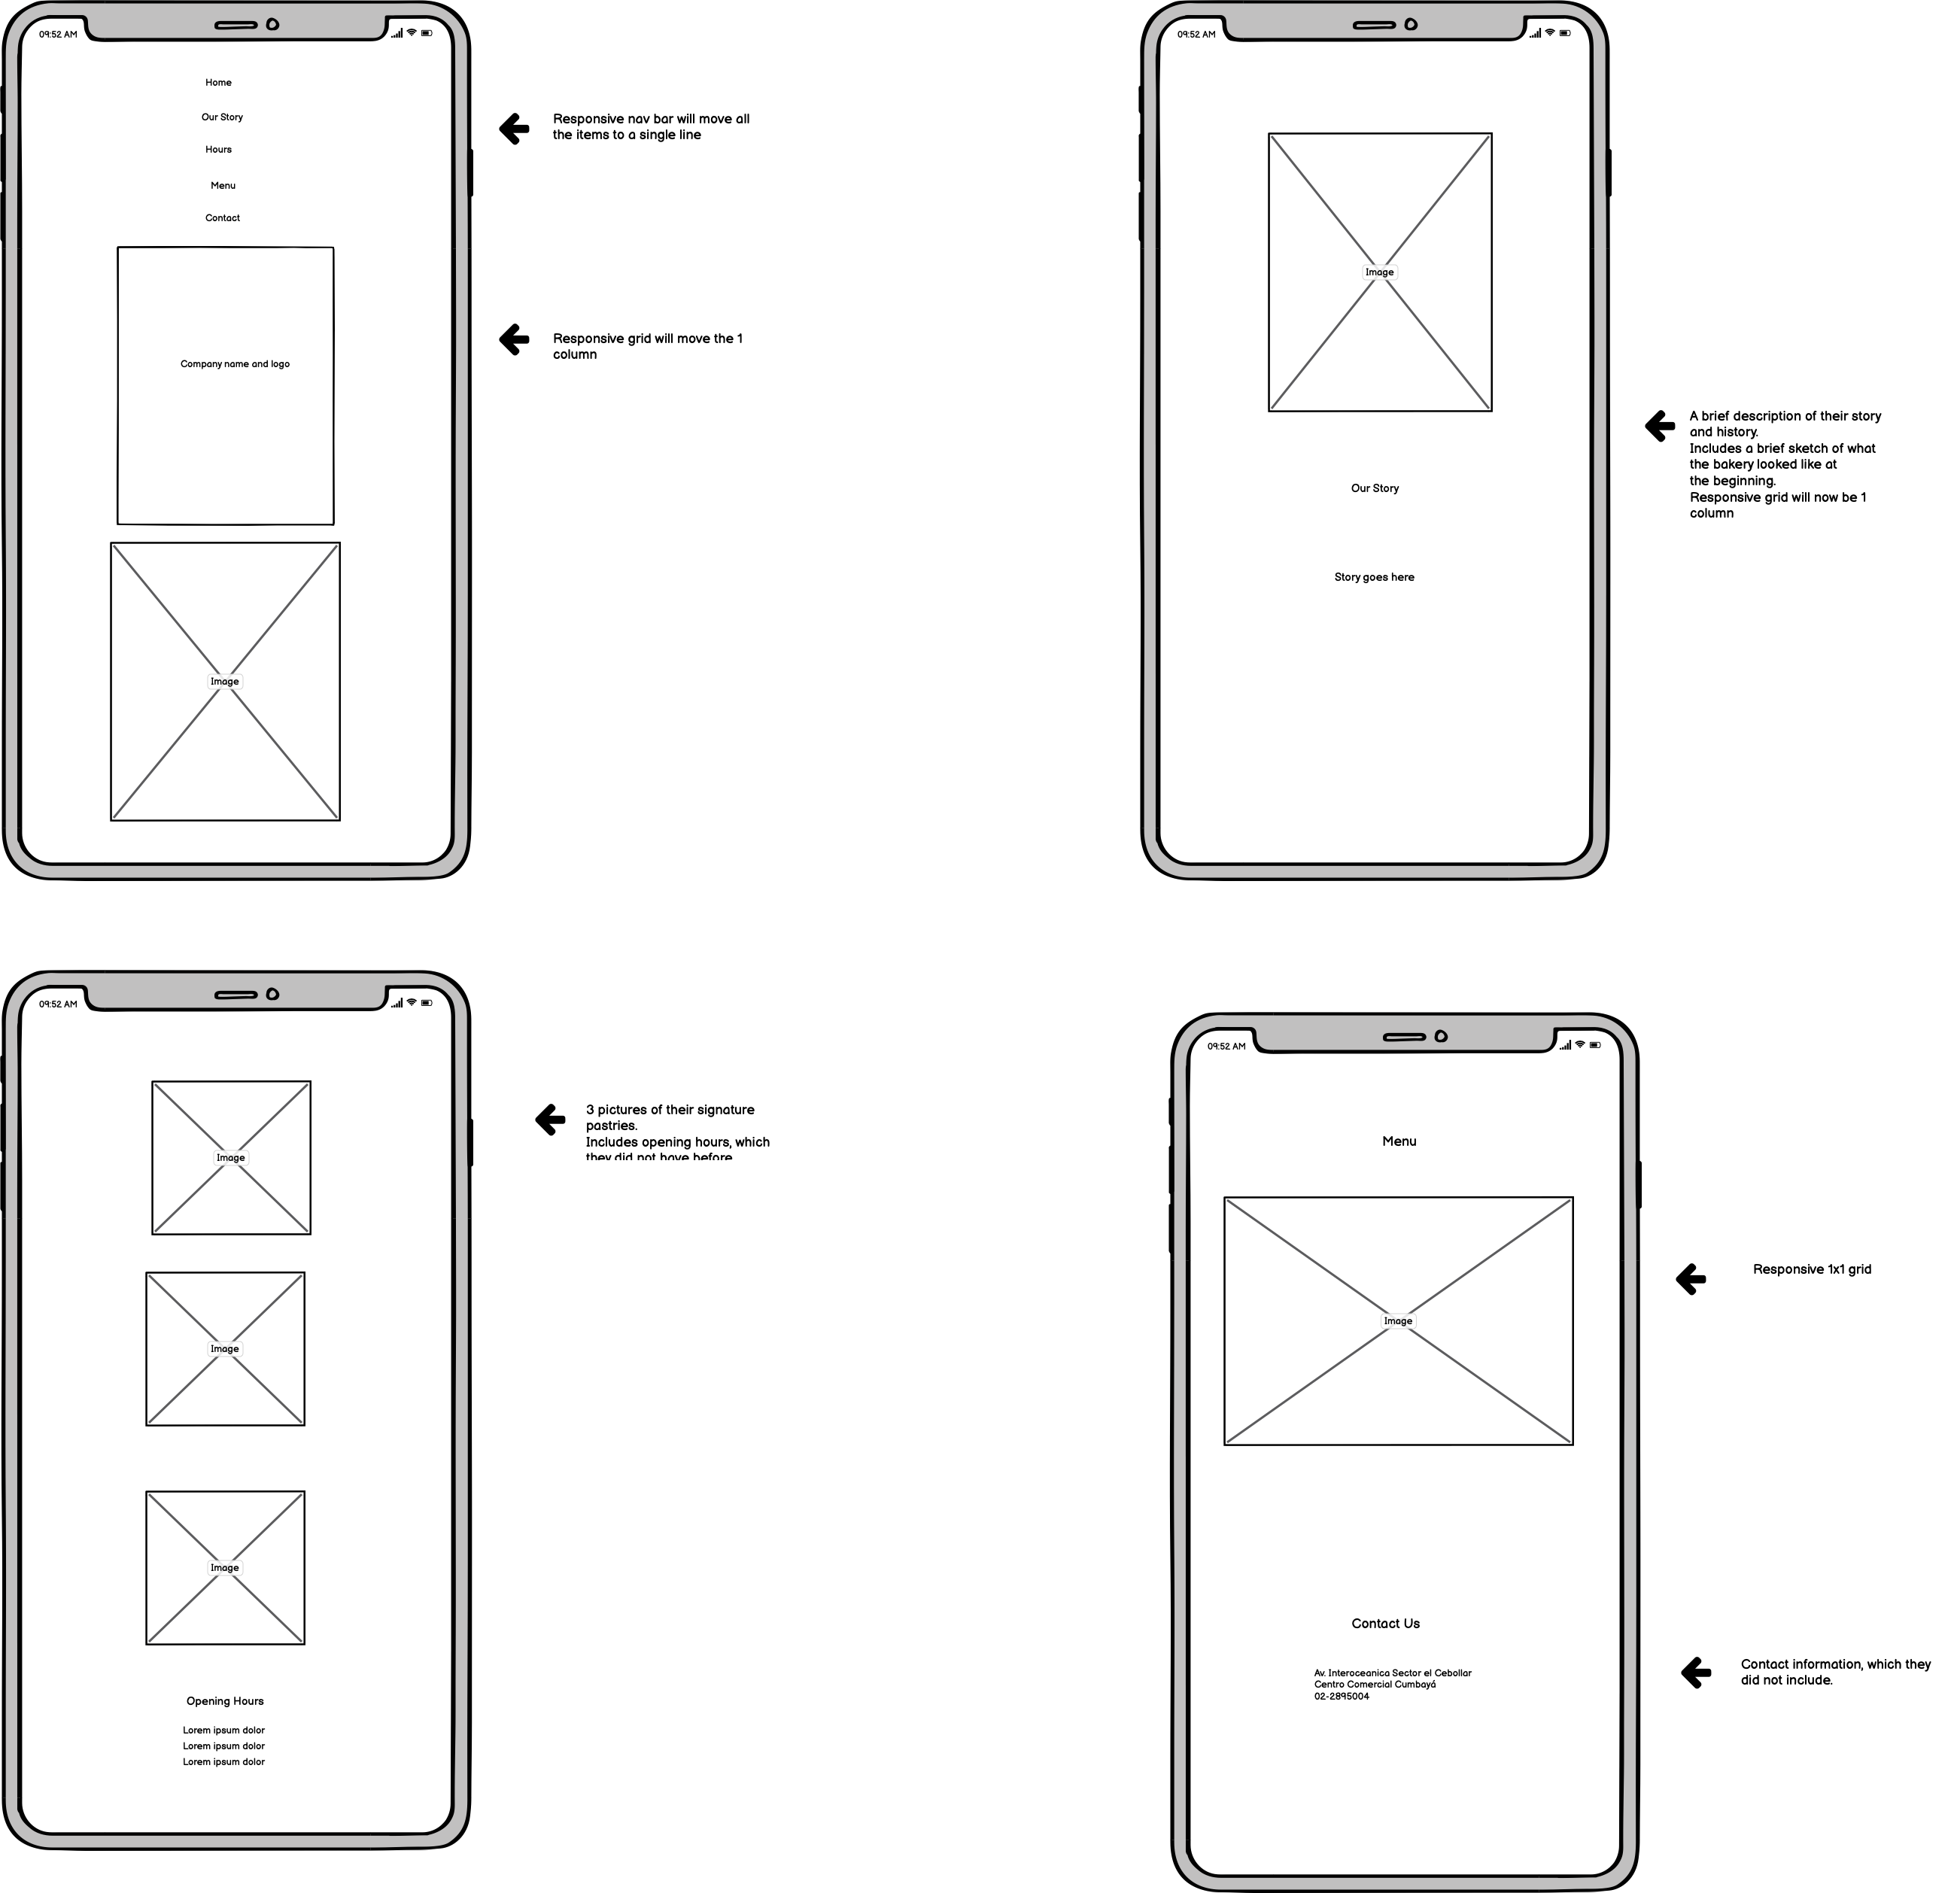 09:52 AM
Home
Our Story
Hours
Menu
Contact
Company name and logo
Image
Responsive nav bar will move all
the items to a single line
Responsive grid will move the 1
column
09:52 AM
Image
Our Story
Story goes here
A brief description of their story
and history.
Includes a brief sketch of what
the bakery looked like at
the beginning.
Responsive grid will now be 1
column
09:52 AM
Image
Image
Image
Opening Hours
Lorem ipsum dolor
Lorem ipsum dolor
Lorem ipsum dolor
3 pictures of their signature
pastries.
Includes opening hours, which
they did not have before
09:52 AM
Menu
Image
Contact Us
Av. Interoceanica Sector el Cebollar
Centro Comercial Cumbayá
02-2895004
Responsive 1x1 grid
Contact information, which they
did not include.